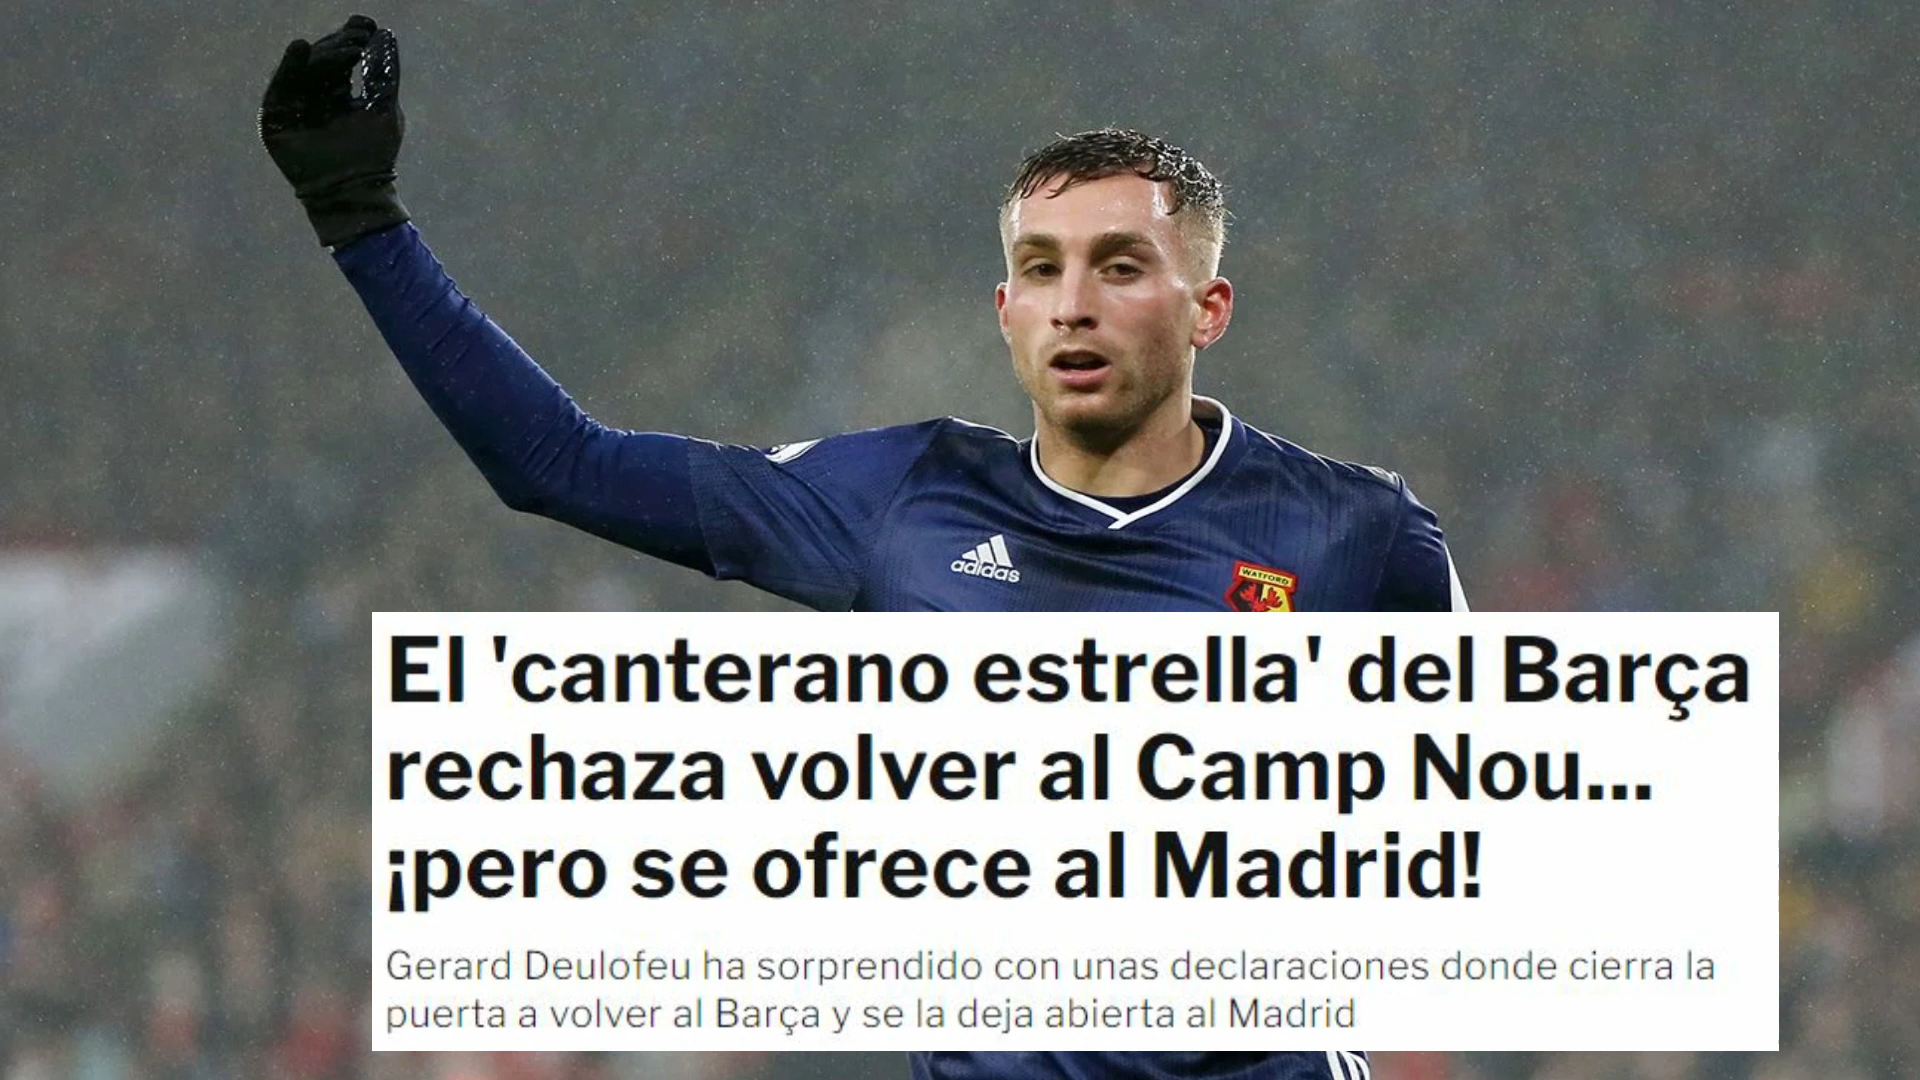 adidas
WATFORD
El 'canterano estrella' del Barça
rechaza volver al Camp Nou...
¡pero se ofrece al Madrid!
Gerard Deulofeu ha sorprendido con unas declaraciones donde cierra la
puerta a volver al Barça y se la deja abierta al Madrid